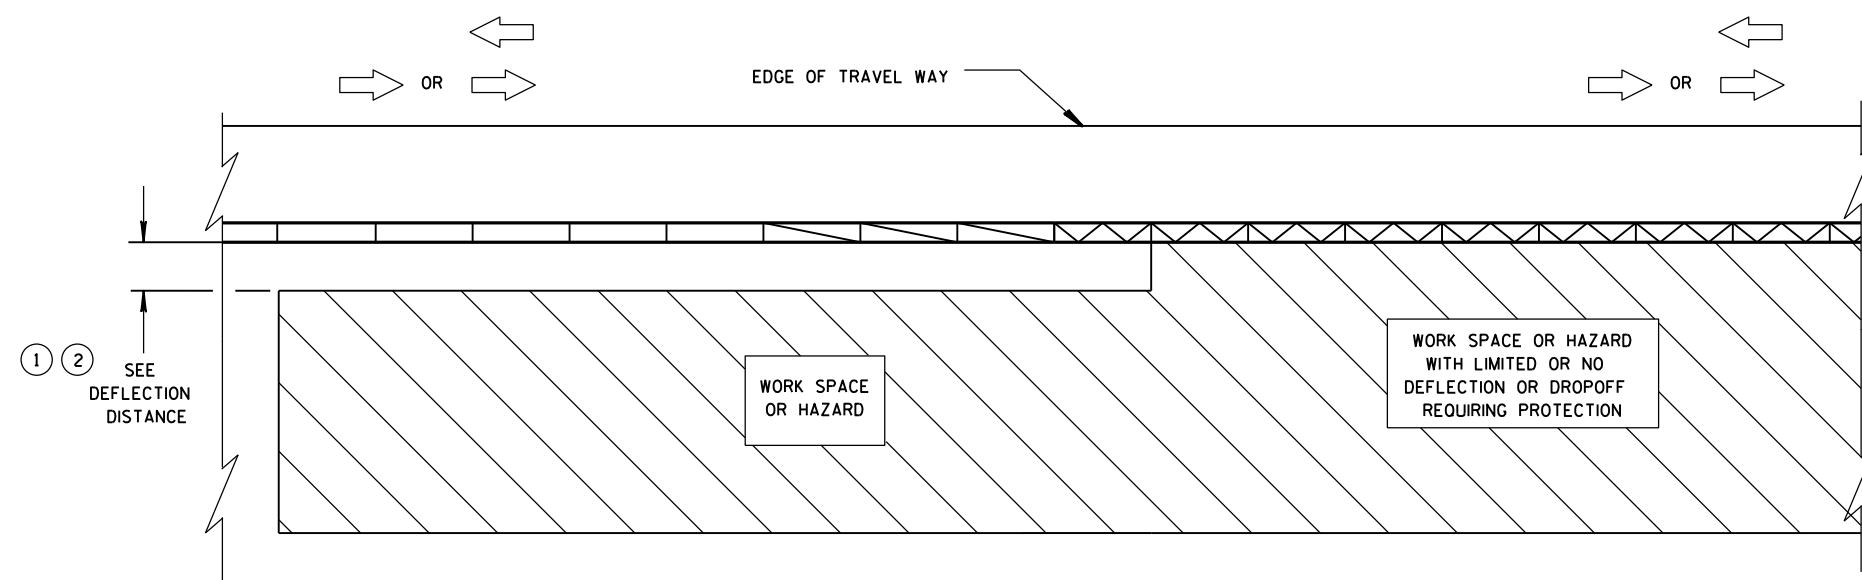 OR
EDGE OF TRAVEL WAY
OR
1 2
SEE
DEFLECTION
DISTANCE
WORK SPACE
OR HAZARD
WORK SPACE OR HAZARD
WITH LIMITED OR NO
DEFLECTION OR DROPOFF
REQUIRING PROTECTION